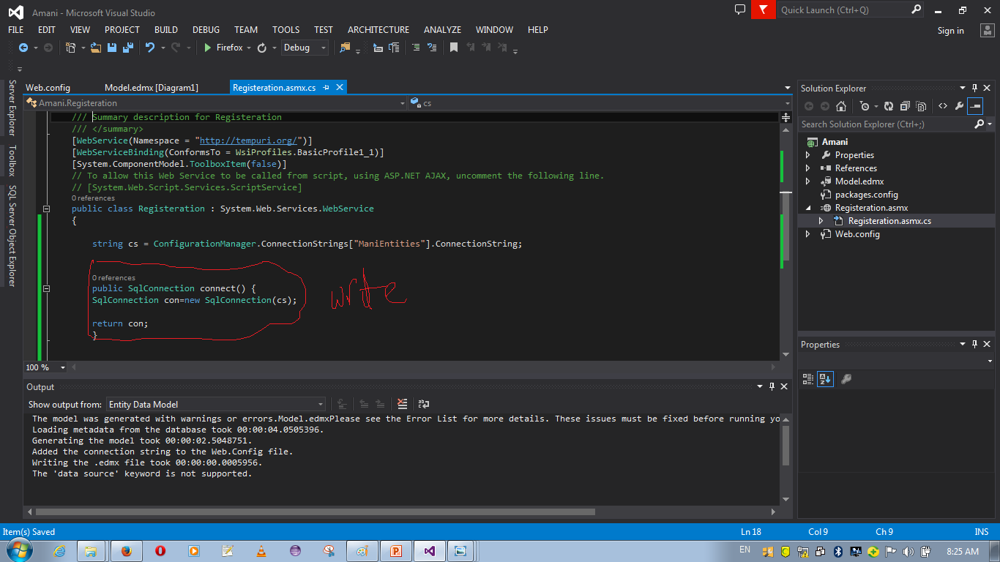 Amani - Microsoft Visual Studio
Quick Launch (Ctrl+Q)
FILE EDIT VIEW PROJECT BUILD DEBUG TEAM TOOLS TEST ARCHITECTURE ANALYZE WINDOW HELP
Sign in
Firefox Debug
Server Explorer
Toolbox
SQL Server Object Explorer
Web.config Model.edmx [Diagram1] Registeration.asmx.cs
Amani.Registeration cs
/// Summary description for Registeration
/// </summary>
[WebService(Namespace = "http://tempuri.org/")]
[WebServiceBinding(ConformsTo = WsiProfiles.BasicProfile1_1)]
[System.ComponentModel.ToolboxItem(false)]
// To allow this Web Service to be called from script, using ASP.NET AJAX, uncomment the following line.
// [System.Web.Script.Services.ScriptService]
0 references
public class Registeration : System.Web.Services.WebService
{
string cs = ConfigurationManager.ConnectionStrings["ManiEntities"].ConnectionString;
0 references
public SqlConnection connect() {
SqlConnection con=new SqlConnection(cs);
return con;
}
write
100 %
Output
Show output from: Entity Data Model
The model was generated with warnings or errors.Model.edmxPlease see the Error List for more details. These issues must be fixed before running yo
Loading metadata from the database took 00:00:04.0505396.
Generating the model took 00:00:02.5048751.
Added the connection string to the Web.Config file.
Writing the .edmx file took 00:00:00.0005956.
The 'data source' keyword is not supported.
Solution Explorer
Search Solution Explorer (Ctrl+;)
Amani
Properties
References
Model.edmx
packages.config
Registeration.asmx
Registeration.asmx.cs
Web.config
Properties
Item(s) Saved Ln 18 Col 9 Ch 9 INS
EN 8:25 AM